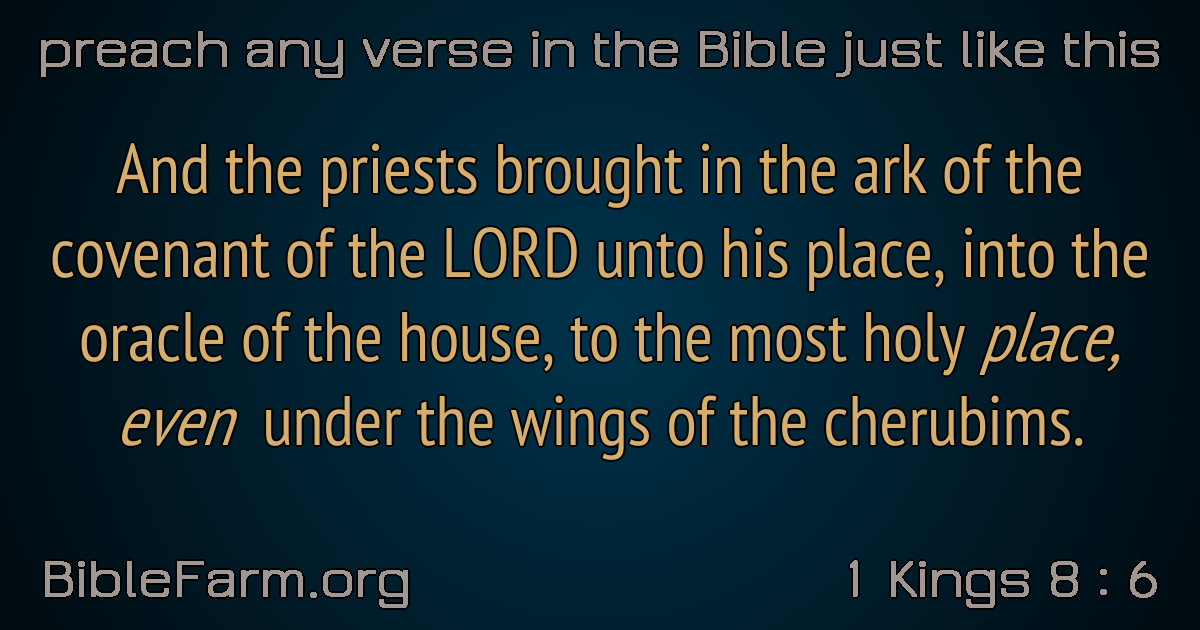 preach any verse in the Bible just like this
And the priests brought in the ark of the
covenant of the LORD unto his place, into the
oracle of the house, to the most holy place,
even under the wings of the cherubims.
BibleFarm.org
1 Kings 8 : 6